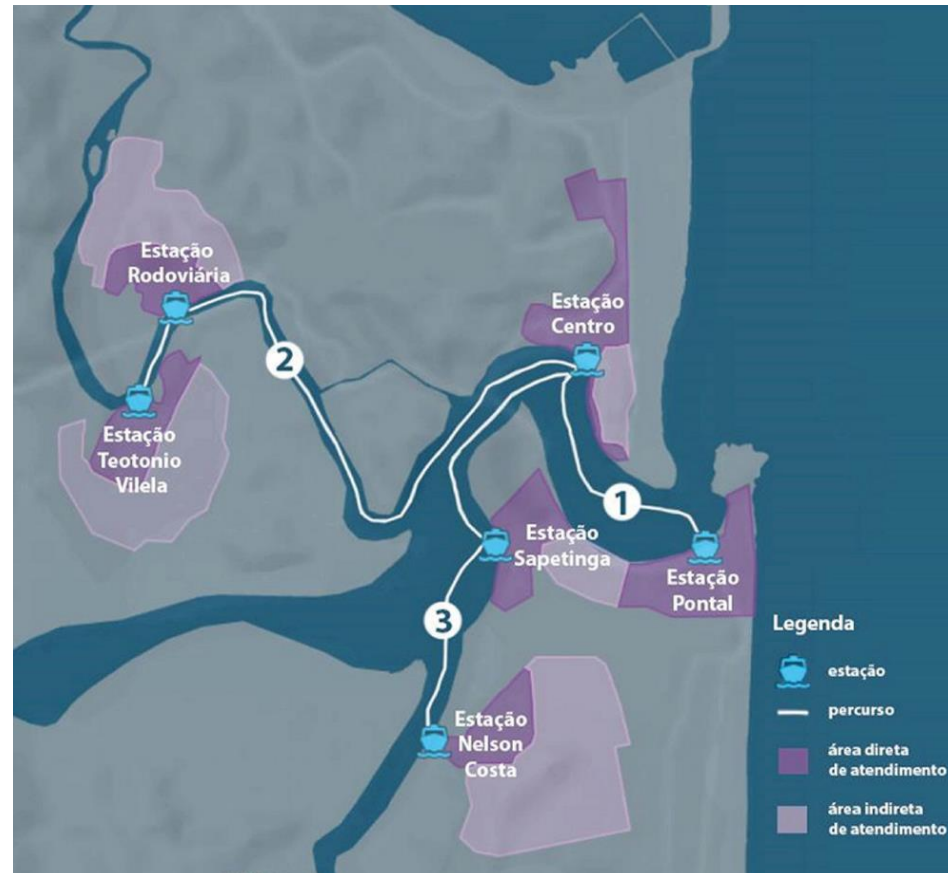 Estação
Rodoviária
Estação
Centro
2
Estação
Teotonio
Vilela
1
Estação
Sapetinga
Estação
Pontal
3
Estação
Nelson
Costa
Legenda
estação
percurso
área direta
de atendimento
área indireta
de atendimento